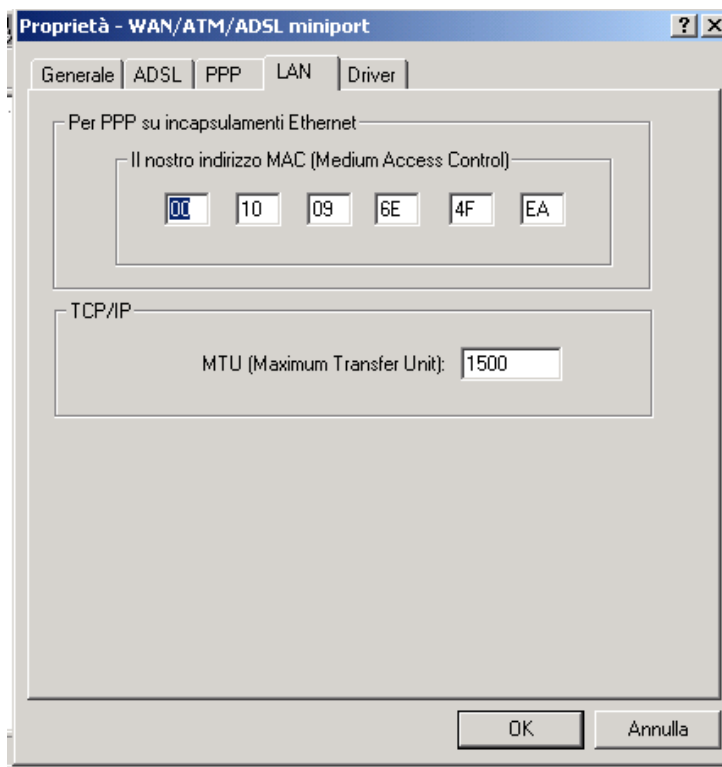 Proprietà - WAN/ATM/ADSL miniport
Generale ADSL PPP LAN Driver
Per PPP su incapsulamenti Ethernet
Il nostro indirizzo MAC (Medium Access Control)
00 10 09 6E 4F EA
TCP/IP
MTU (Maximum Transfer Unit): 1500
OK Annulla